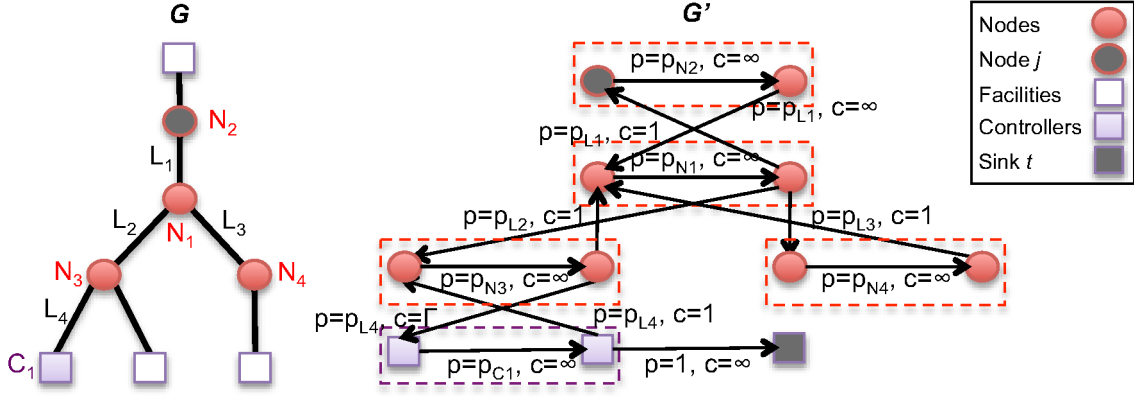 G
G'
Nodes
Node j
Facilities
Controllers
Sink t
N2
L1
L2
L3
N1
N3
N4
L4
C1
p=pN2, c=∞
p=pL1, c=∞
p=pL1, c=1
p=pN1, c=∞
p=pL2, c=1
p=pL3, c=1
p=pN3, c=∞
p=pN4, c=∞
p=pL4, c=Γ
p=pL4, c=1
p=pC1, c=∞
p=1, c=∞